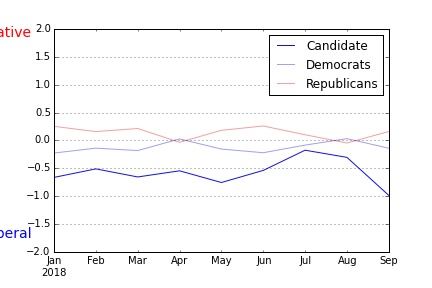 ative
2.0
1.5
1.0
0.5
0.0
−0.5
−1.0
−1.5
−2.0
beral
Candidate
Democrats
Republicans
Jan Feb Mar Apr May Jun Jul Aug Sep
2018